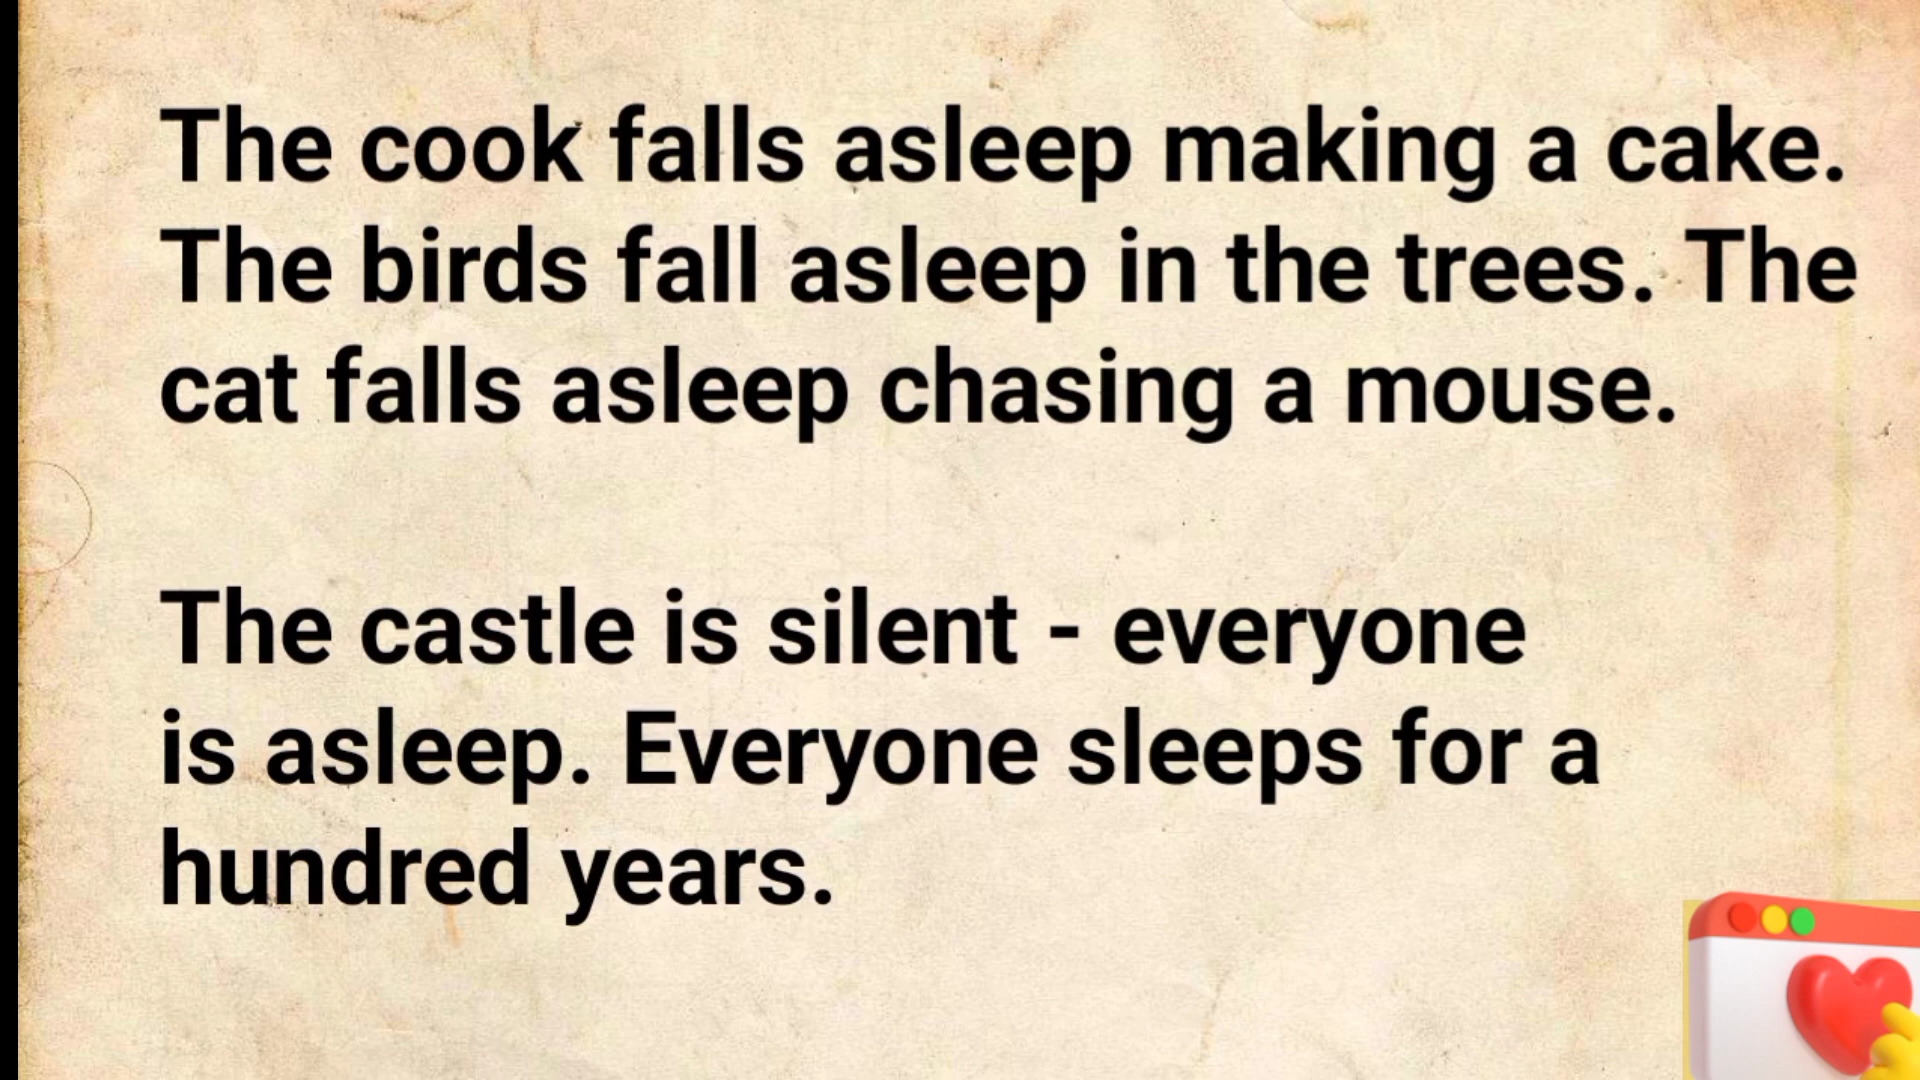 The cook falls asleep making a cake.
The birds fall asleep in the trees. The
cat falls asleep chasing a mouse.
The castle is silent - everyone
is asleep. Everyone sleeps for a
hundred years.